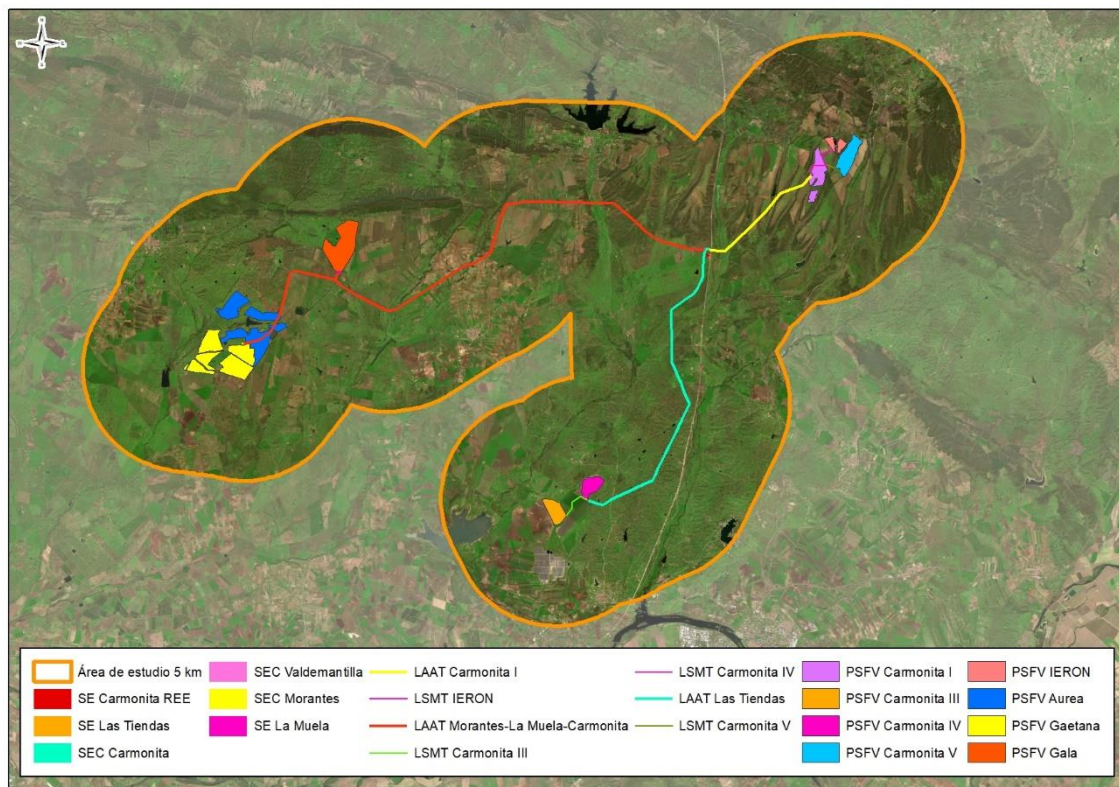 Área de estudio 5 km
SE Carmonita REE
SE Las Tiendas
SEC Carmonita
SEC Valdemantilla
SEC Morantes
SE La Muela
LAAT Carmonita I
LSMT IERON
LAAT Morantes-La Muela-Carmonita
LSMT Carmonita III
LSMT Carmonita IV
LAAT Las Tiendas
LSMT Carmonita V
PSFV Carmonita I
PSFV Carmonita III
PSFV Carmonita IV
PSFV Carmonita V
PSFV IERON
PSFV Aurea
PSFV Gaetana
PSFV Gala